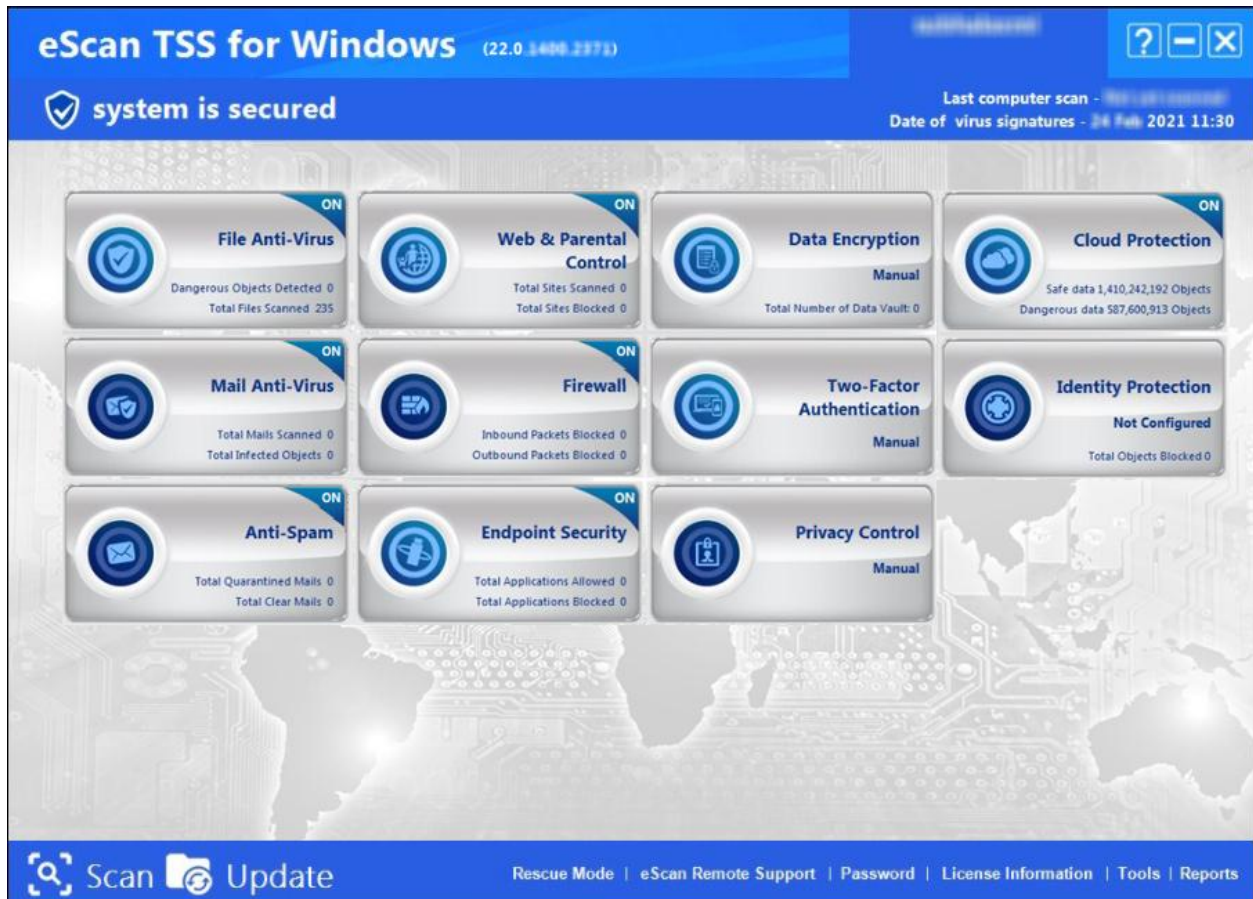 eScan TSS for Windows (22.0
system is secured
Last computer scan -
Date of virus signatures - 2021 11:30
ON
File Anti-Virus
Dangerous Objects Detected 0
Total Files Scanned 235
ON
Web & Parental
Control
Total Sites Scanned 0
Total Sites Blocked 0
Data Encryption
Manual
Total Number of Data Vault: 0
ON
Cloud Protection
Safe data 1,410,242,192 Objects
Dangerous data 587,600,913 Objects
ON
Mail Anti-Virus
Total Mails Scanned 0
Total Infected Objects 0
ON
Firewall
Inbound Packets Blocked 0
Outbound Packets Blocked 0
Two-Factor
Authentication
Manual
Identity Protection
Not Configured
Total Objects Blocked 0
ON
Anti-Spam
Total Quarantined Mails 0
Total Clear Mails 0
ON
Endpoint Security
Total Applications Allowed 0
Total Applications Blocked 0
Privacy Control
Manual
Scan Update
Rescue Mode | eScan Remote Support | Password | License Information | Tools | Reports